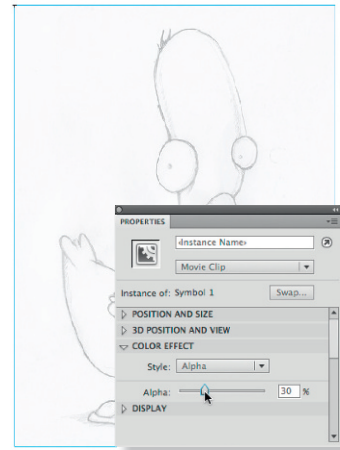 PROPERTIES
‹Instance Name›
Movie Clip
Instance of: Symbol 1 Swap...
POSITION AND SIZE
3D POSITION AND VIEW
COLOR EFFECT
Style: Alpha
Alpha: 30 %
DISPLAY